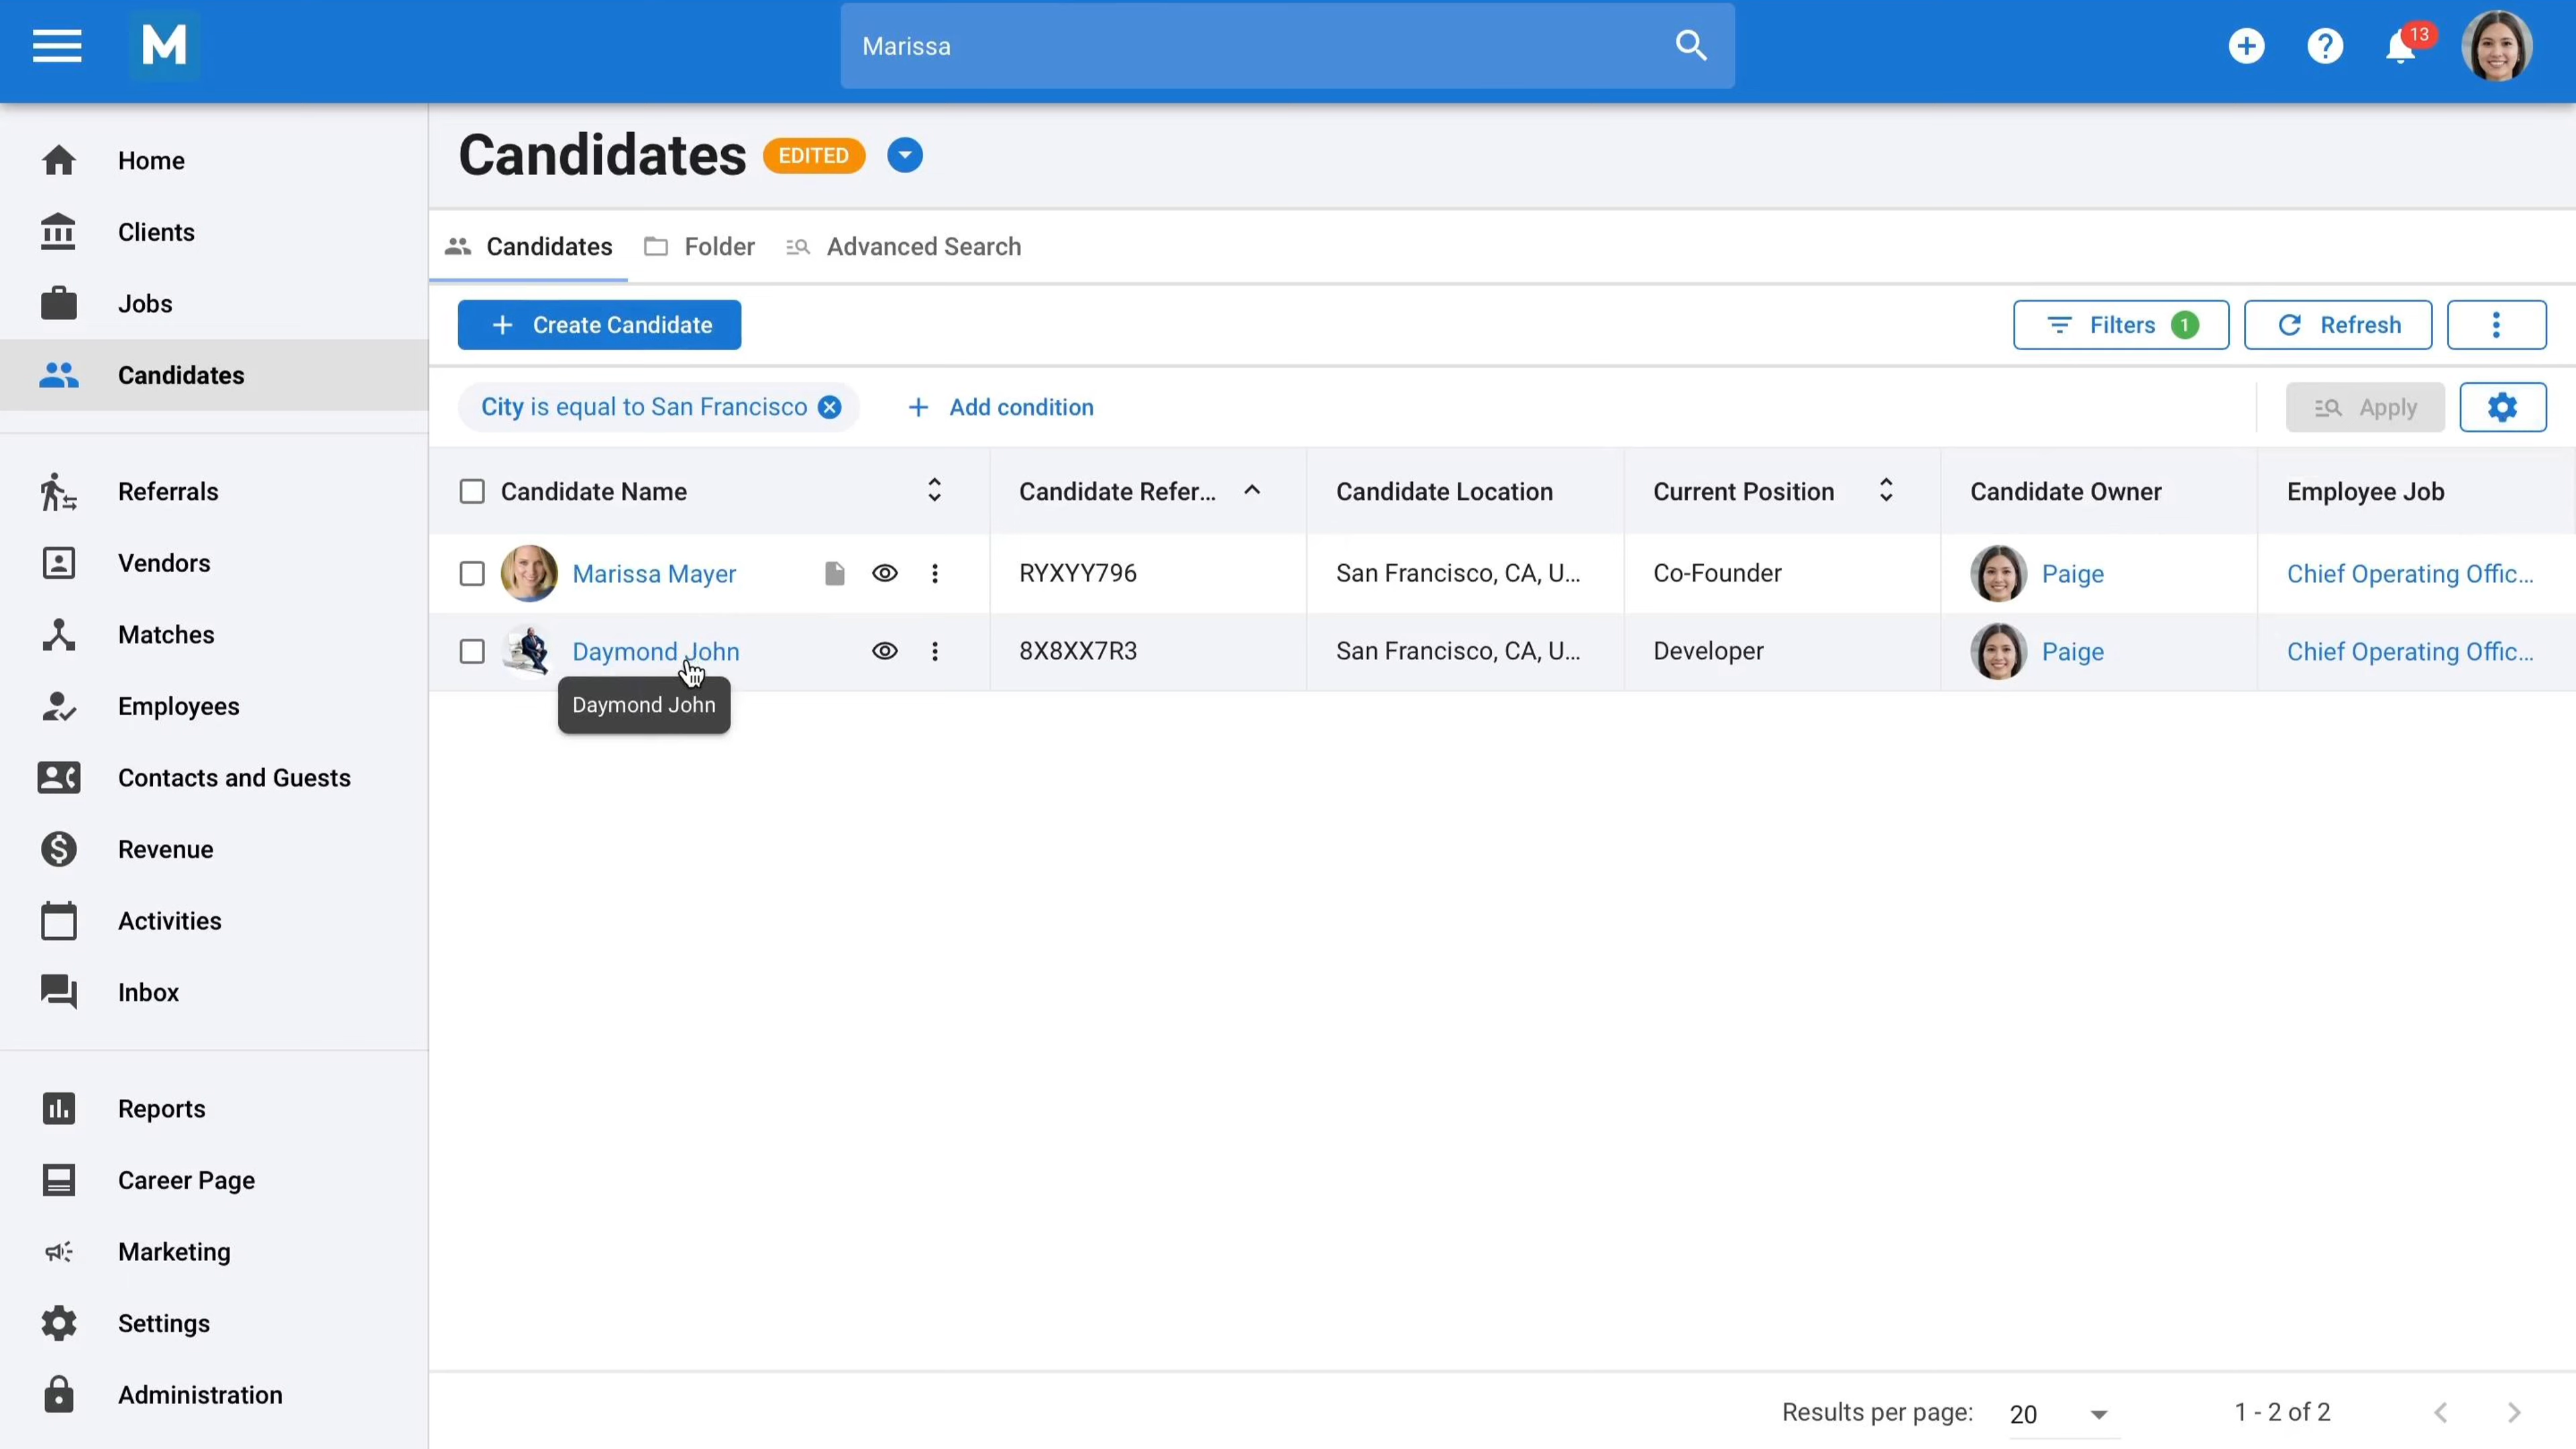 M
Marissa
13
Home
Clients
Jobs
Candidates
Referrals
Vendors
Matches
Employees
Contacts and Guests
Revenue
Activities
Inbox
Reports
Career Page
Marketing
Settings
Administration
Candidates EDITED
Candidates Folder Advanced Search
Create Candidate Filters 1 Refresh
City is equal to San Francisco Add condition Apply
Candidate Name Candidate Refer... Candidate Location Current Position Candidate Owner Employee Job
Marissa Mayer RYXYY796 San Francisco, CA, U... Co-Founder Paige Chief Operating Offic...
Daymond John 8X8XX7R3 San Francisco, CA, U... Developer Paige Chief Operating Offic...
Daymond John
Results per page: 20 1 - 2 of 2